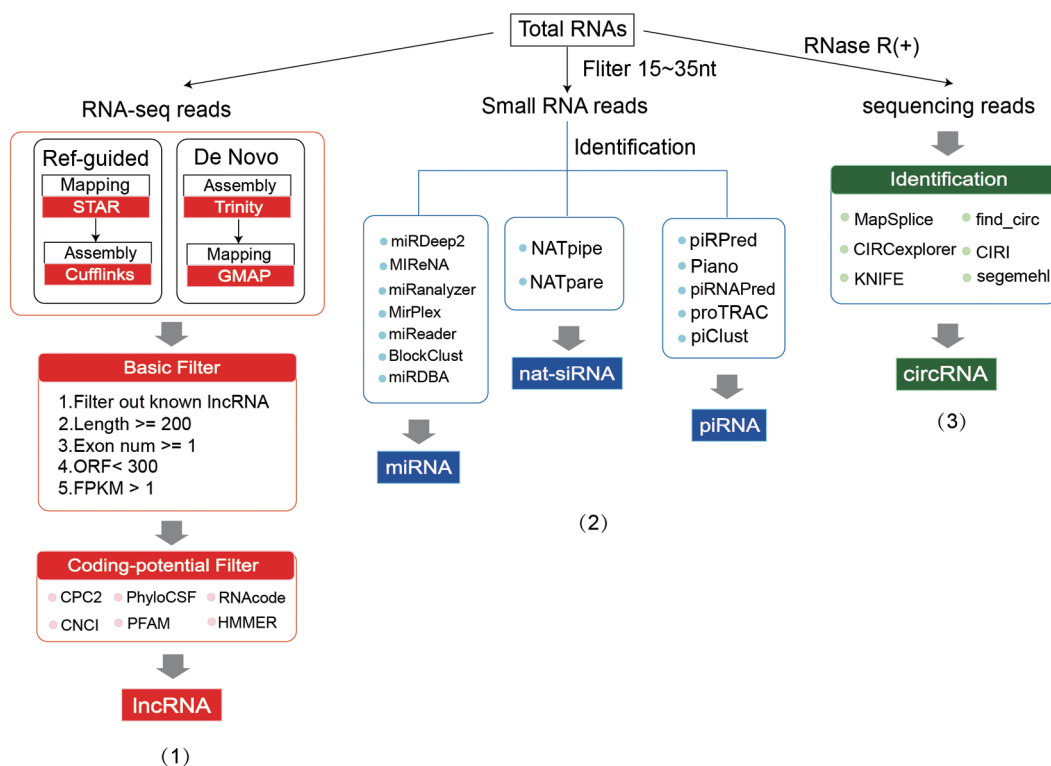 Total RNAs
RNase R(+)
Fliter 15~35nt
RNA-seq reads
Small RNA reads
sequencing reads
Ref-guided
Mapping
STAR
Assembly
Cufflinks
De Novo
Assembly
Trinity
Mapping
GMAP
Basic Filter
1.Filter out known lncRNA
2.Length >= 200
3.Exon num >= 1
4.ORF< 300
5.FPKM > 1
Coding-potential Filter
CPC2
PhyloCSF
RNAcode
CNCI
PFAM
HMMER
lncRNA
(1)
Identification
miRDeep2
MIReNA
miRanalyzer
MirPlex
miReader
BlockClust
miRDBA
miRNA
NATpipe
NATpare
nat-siRNA
piRPred
Piano
piRNAPred
proTRAC
piClust
piRNA
(2)
Identification
MapSplice
find_circ
CIRCexplorer
CIRI
KNIFE
segemehl
circRNA
(3)